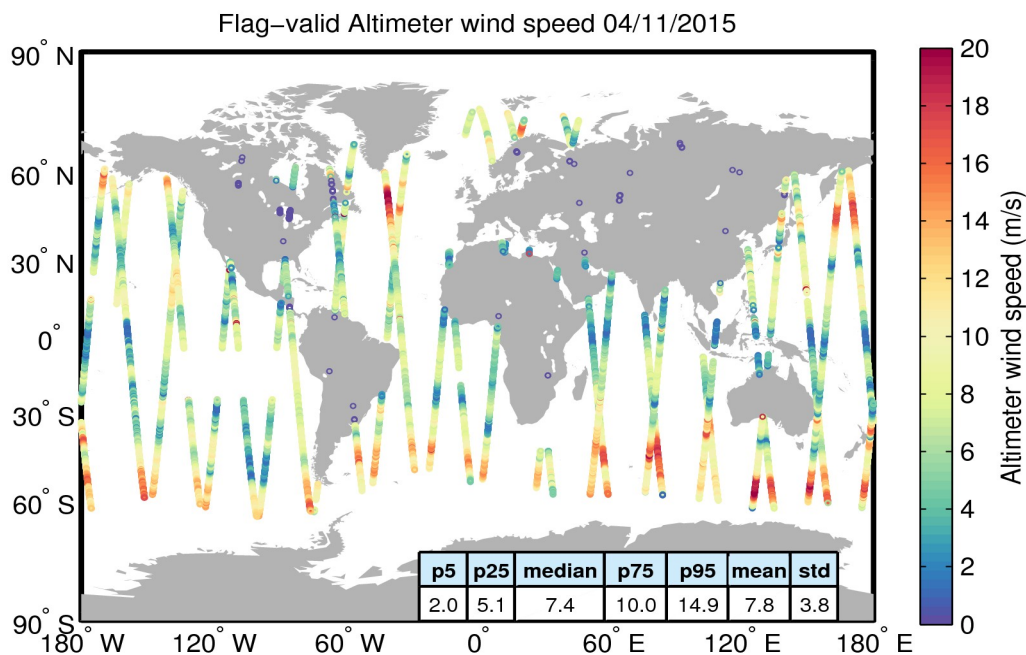 Flag−valid Altimeter wind speed 04/11/2015
90° N
60° N
30° N
0°
30° S
60° S
90° S
180° W
120° W
60° W
0°
60° E
120° E
180° E
20
18
16
14
12
10
8
6
4
2
0
Altimeter wind speed (m/s)
p5 p25 median p75 p95 mean std
2.0 5.1 7.4 10.0 14.9 7.8 3.8